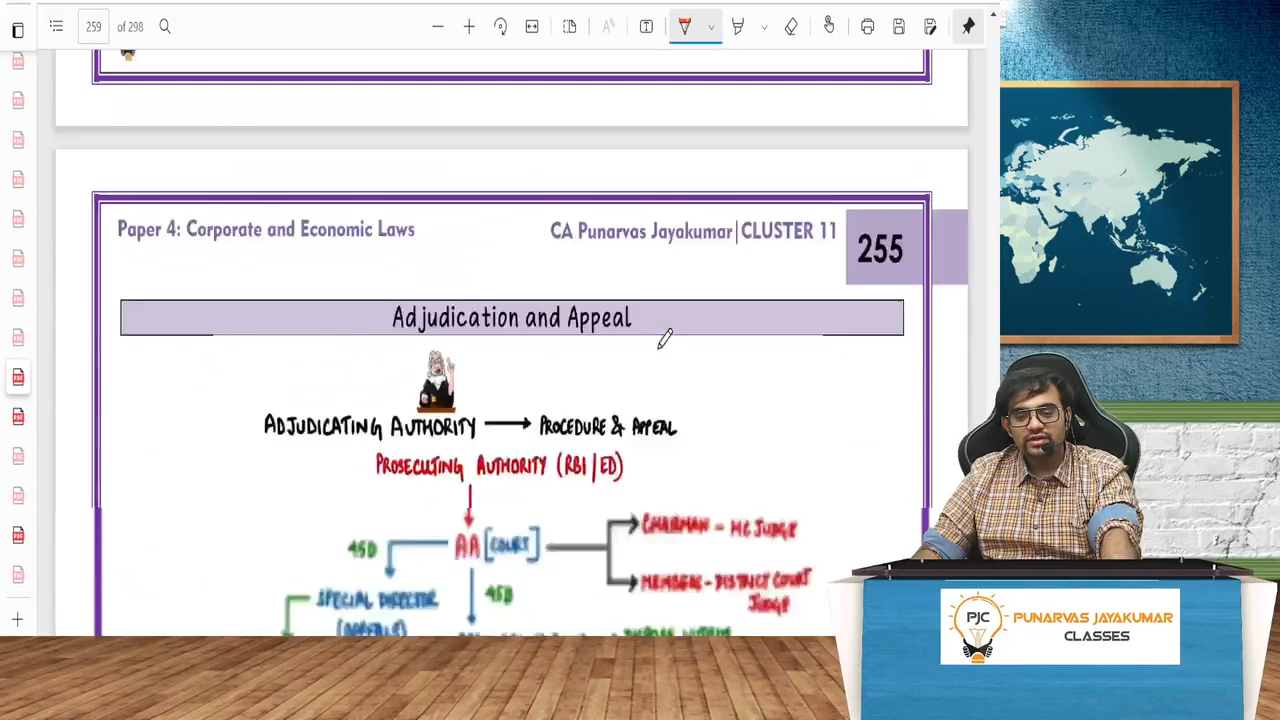 259
of 298
Paper 4: Corporate and Economic Laws
CA Punarvas Jayakumar|CLUSTER 11
255
Adjudication and Appeal
ADJUDICATING AUTHORITY → PROCEDURE & APPEAL
PROSECUTING AUTHORITY (RBI/ED)
45D
AA [COURT]
CHAIRMAN - HC JUDGE
MEMBERS - DISTRICT COURT
JUDGE
SPECIAL DIRECTOR
45D
(APPEALS)
PJC
PUNARVAS JAYAKUMAR
CLASSES